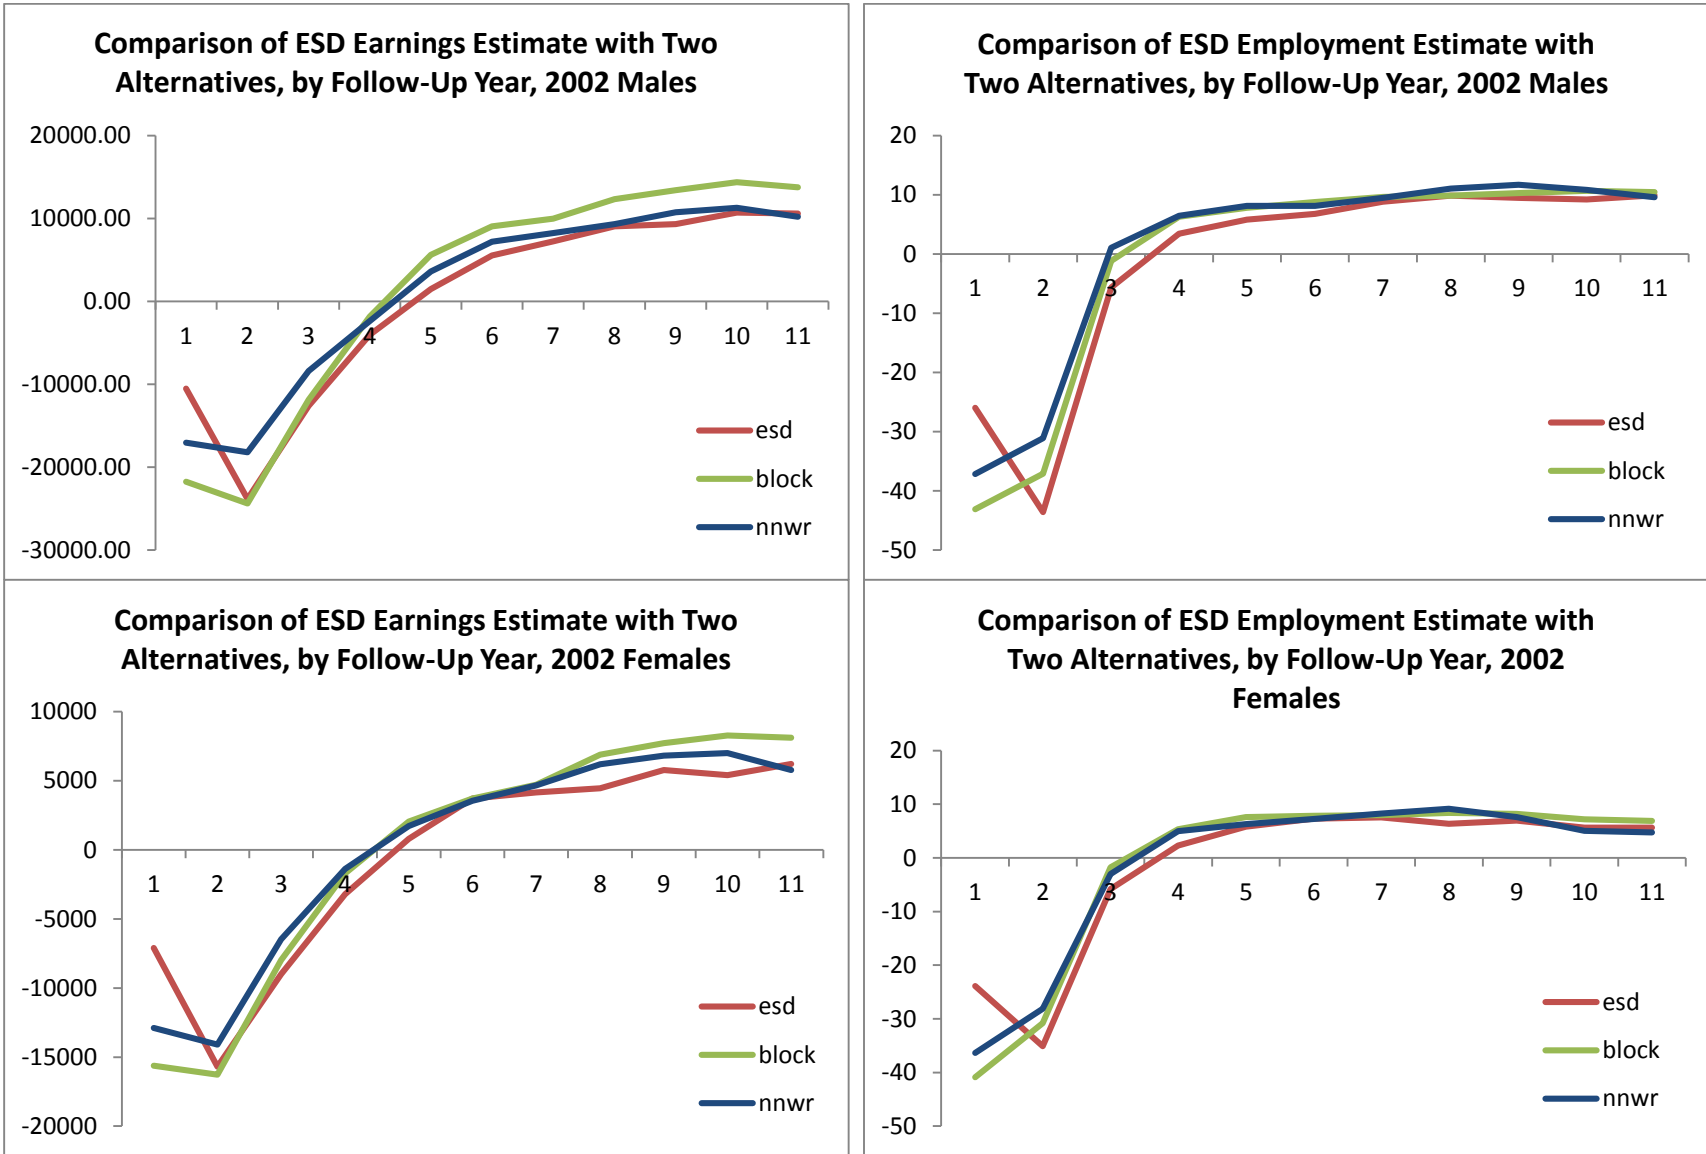 Comparison of ESD Earnings Estimate with Two
Alternatives, by Follow-Up Year, 2002 Males
20000.00
10000.00
0.00
-10000.00
-20000.00
-30000.00
1 2 3 4 5 6 7 8 9 10 11
esd
block
nnwr
Comparison of ESD Employment Estimate with
Two Alternatives, by Follow-Up Year, 2002 Males
20
10
0
-10
-20
-30
-40
-50
1 2 3 4 5 6 7 8 9 10 11
esd
block
nnwr
Comparison of ESD Earnings Estimate with Two
Alternatives, by Follow-Up Year, 2002 Females
10000
5000
0
-5000
-10000
-15000
-20000
1 2 3 4 5 6 7 8 9 10 11
esd
block
nnwr
Comparison of ESD Employment Estimate with
Two Alternatives, by Follow-Up Year, 2002
Females
20
10
0
-10
-20
-30
-40
-50
1 2 3 4 5 6 7 8 9 10 11
esd
block
nnwr